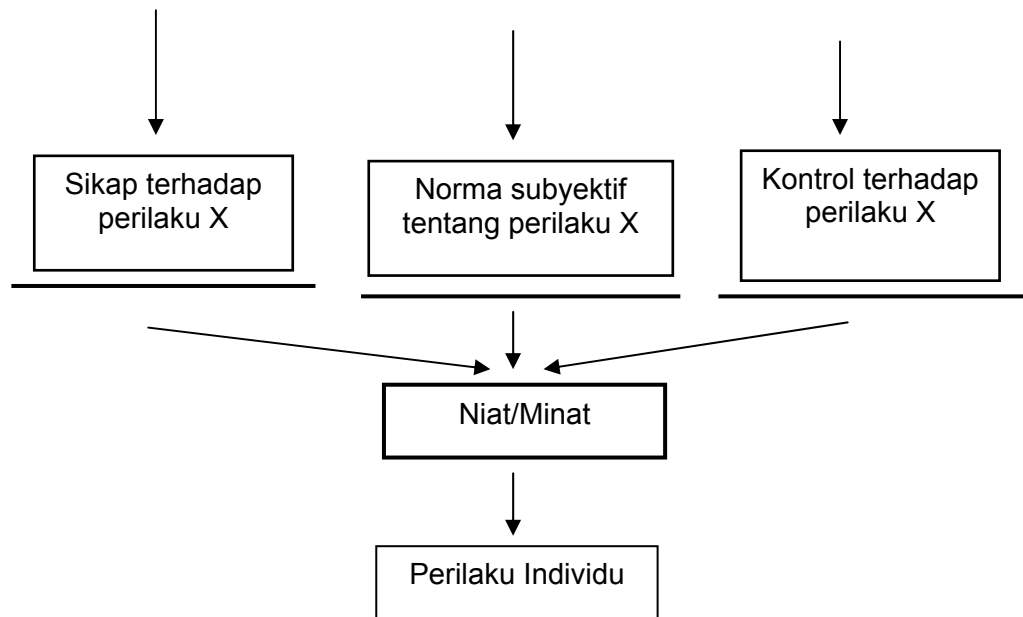 Sikap terhadap
perilaku X
Norma subyektif
tentang perilaku X
Kontrol terhadap
perilaku X
Niat/Minat
Perilaku Individu